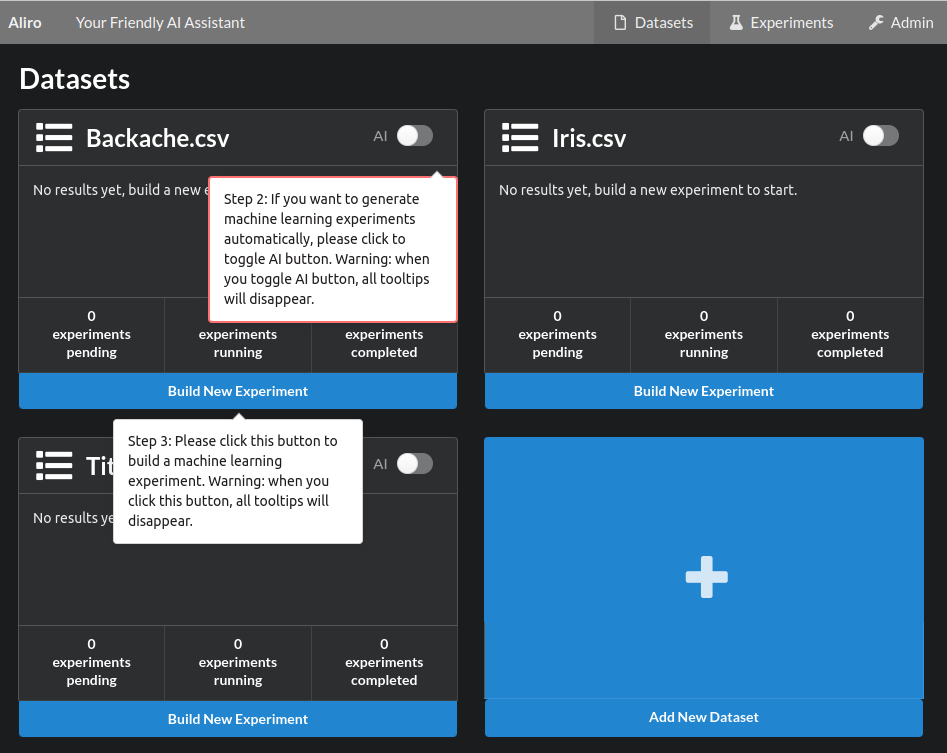 Aliro
Your Friendly AI Assistant
Datasets
Experiments
Admin
Datasets
Backache.csv
AI
No results yet, build a new
Step 2: If you want to generate
machine learning experiments
automatically, please click to
toggle AI button. Warning: when
you toggle AI button, all tooltips
will disappear.
0
experiments
pending
experiments
running
experiments
completed
Build New Experiment
Iris.csv
AI
No results yet, build a new experiment to start.
0
experiments
pending
0
experiments
running
0
experiments
completed
Build New Experiment
Step 3: Please click this button to
build a machine learning
experiment. Warning: when you
click this button, all tooltips will
disappear.
AI
No results
0
experiments
pending
0
experiments
running
0
experiments
completed
Build New Experiment
Add New Dataset